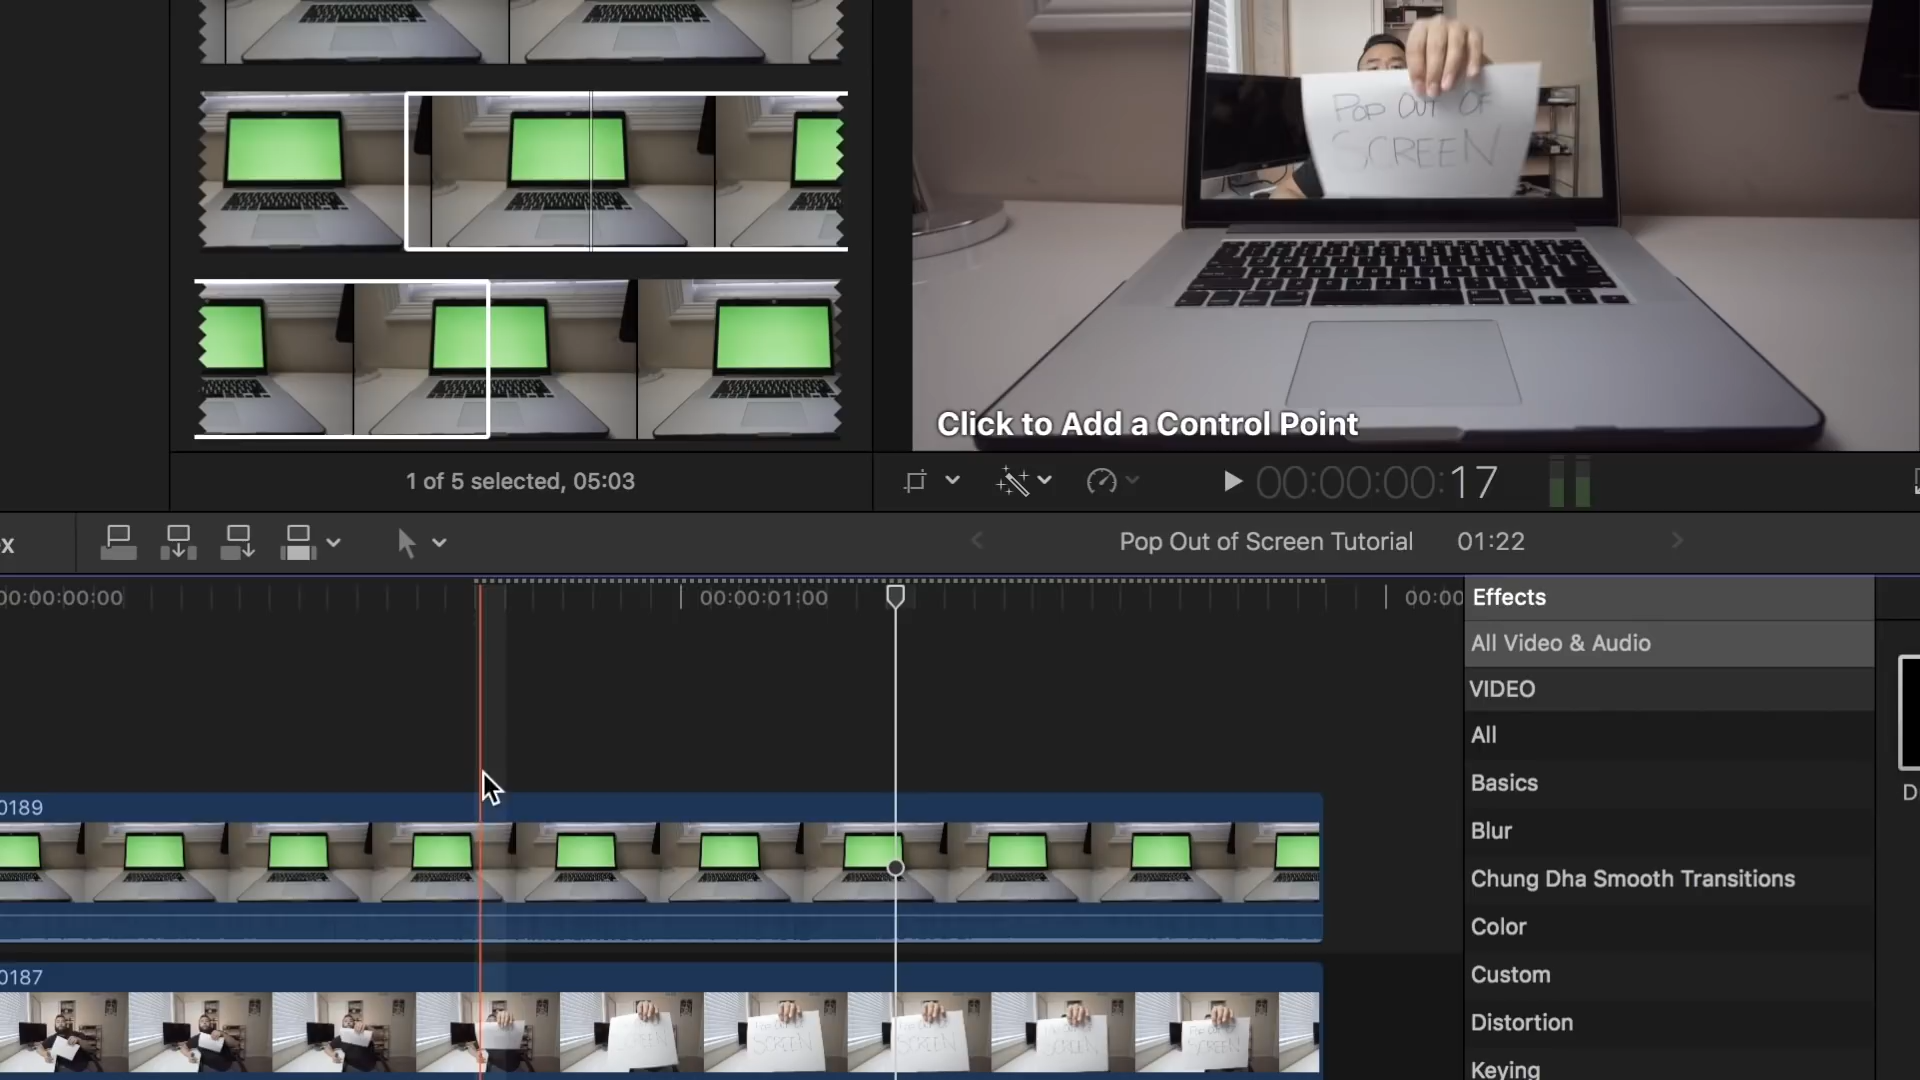 POP OUT OF
SCREEN
Click to Add a Control Point
1 of 5 selected, 05:03
00:00:00:17
x
Pop Out of Screen Tutorial 01:22
00:00:00:00
00:00:01:00
00:00
Effects
All Video & Audio
VIDEO
All
Basics
D
0189
Blur
Chung Dha Smooth Transitions
Color
0187
Custom
Distortion
Keying